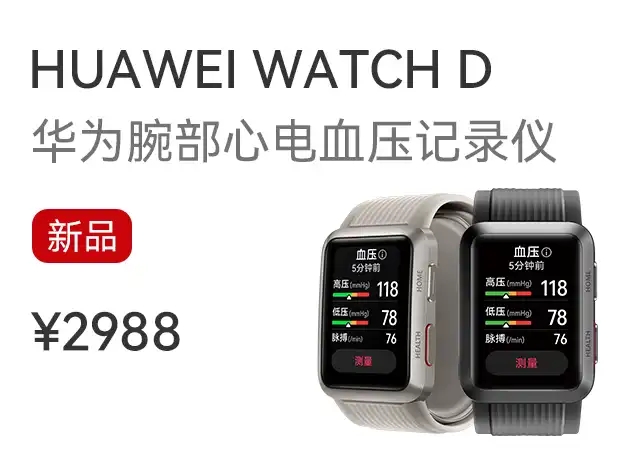 HUAWEI WATCH D
华为腕部心电血压记录仪
新品
¥2988
血压
5分钟前
高压(mmHg) 118
低压(mmHg) 78
脉搏(/min) 76
测量
HOME
HEALTH
血压
5分钟前
高压(mmHg) 118
低压(mmHg) 78
脉搏(/min) 76
测量
HOME
HEALTH